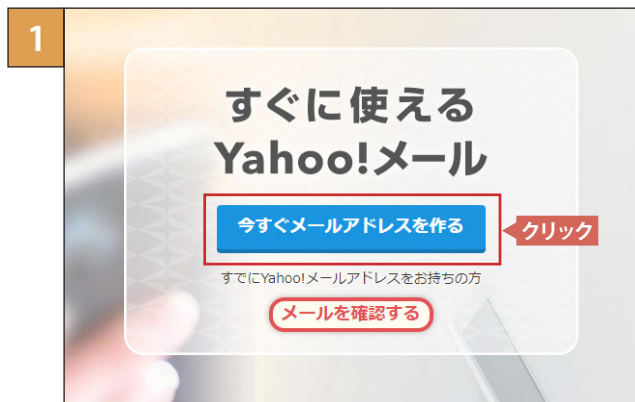 1
すぐに使える
Yahoo!メール
今すぐメールアドレスを作る
クリック
すでにYahoo!メールアドレスをお持ちの方
メールを確認する